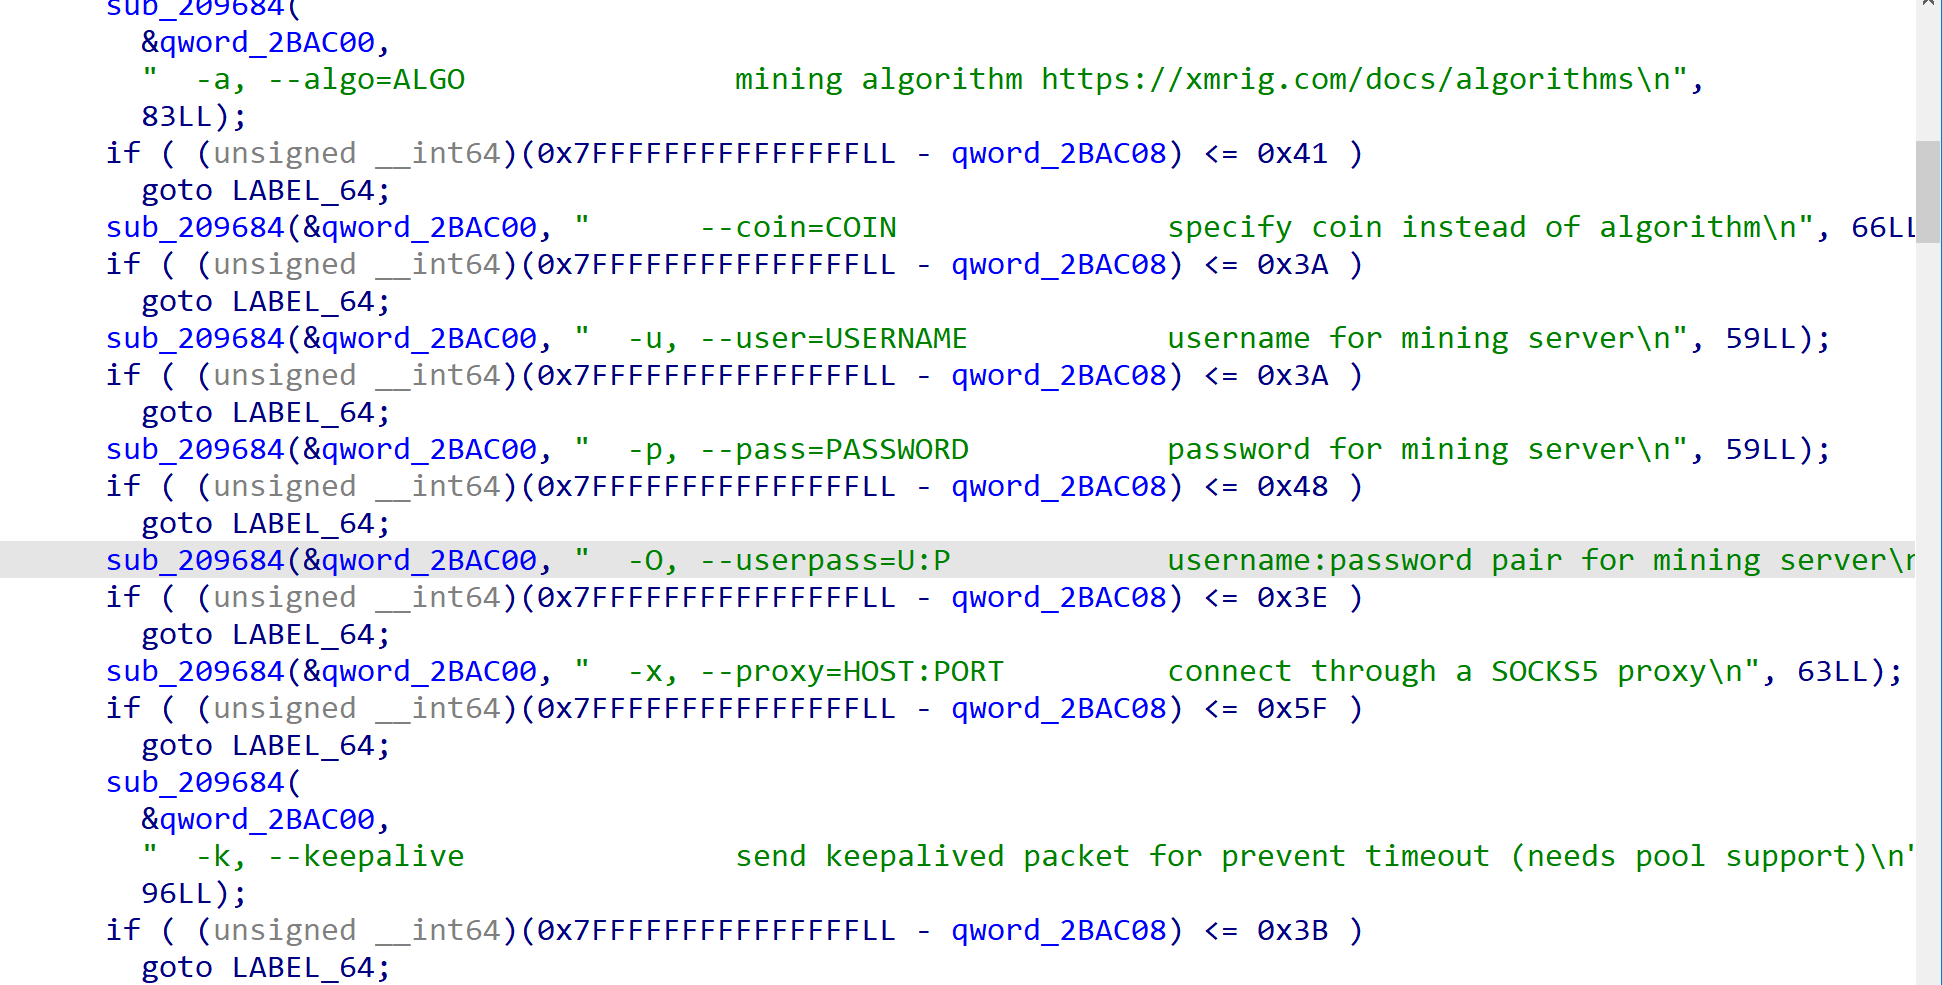 sub_209684(
&qword_2BAC00,
"  -a, --algo=ALGO               mining algorithm https://xmrig.com/docs/algorithms\n",
83LL);
if ( (unsigned __int64)(0x7FFFFFFFFFFFFFFFLL - qword_2BAC08) <= 0x41 )
goto LABEL_64;
sub_209684(&qword_2BAC00, "      --coin=COIN               specify coin instead of algorithm\n", 66LL
if ( (unsigned __int64)(0x7FFFFFFFFFFFFFFFLL - qword_2BAC08) <= 0x3A )
goto LABEL_64;
sub_209684(&qword_2BAC00, "  -u, --user=USERNAME           username for mining server\n", 59LL);
if ( (unsigned __int64)(0x7FFFFFFFFFFFFFFFLL - qword_2BAC08) <= 0x3A )
goto LABEL_64;
sub_209684(&qword_2BAC00, "  -p, --pass=PASSWORD           password for mining server\n", 59LL);
if ( (unsigned __int64)(0x7FFFFFFFFFFFFFFFLL - qword_2BAC08) <= 0x48 )
goto LABEL_64;
sub_209684(&qword_2BAC00, "  -O, --userpass=U:P            username:password pair for mining server\n
if ( (unsigned __int64)(0x7FFFFFFFFFFFFFFFLL - qword_2BAC08) <= 0x3E )
goto LABEL_64;
sub_209684(&qword_2BAC00, "  -x, --proxy=HOST:PORT         connect through a SOCKS5 proxy\n", 63LL);
if ( (unsigned __int64)(0x7FFFFFFFFFFFFFFFLL - qword_2BAC08) <= 0x5F )
goto LABEL_64;
sub_209684(
&qword_2BAC00,
"  -k, --keepalive               send keepalived packet for prevent timeout (needs pool support)\n"
96LL);
if ( (unsigned __int64)(0x7FFFFFFFFFFFFFFFLL - qword_2BAC08) <= 0x3B )
goto LABEL_64;